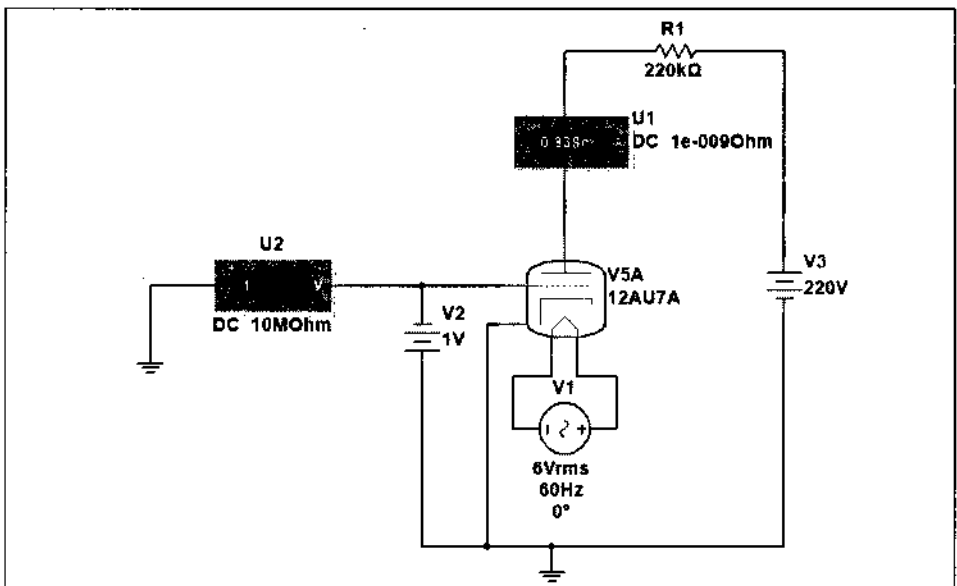 R1
220kΩ
U1
DC 1e-009Ohm
U2
1 V
DC 10MOhm
V2
1V
V5A
12AU7A
V3
220V
V1
6Vrms
60Hz
0°